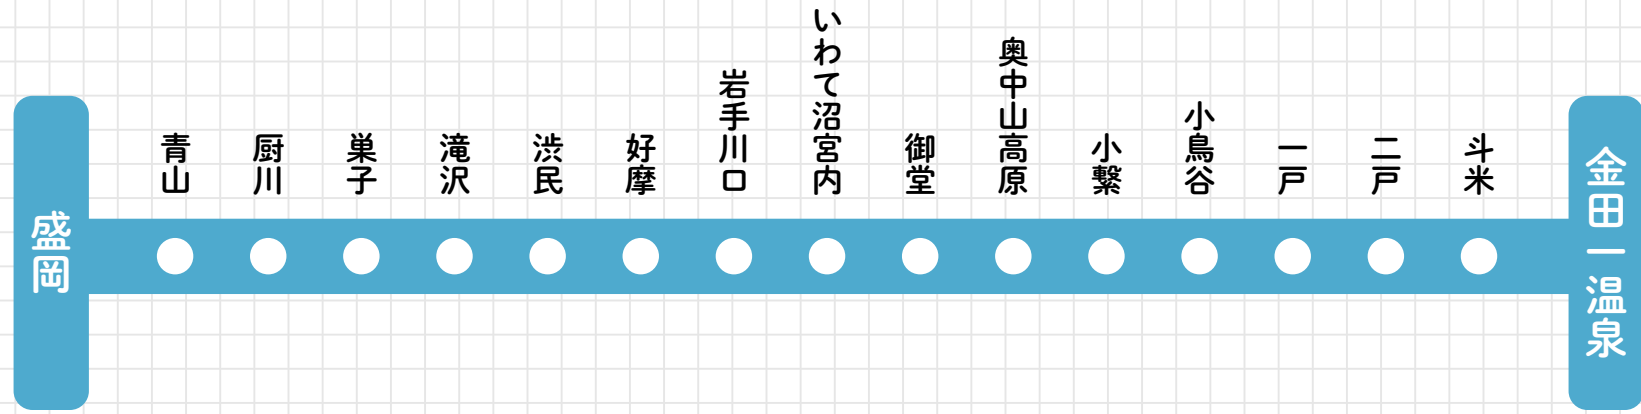 盛岡
青山
厨川
巣子
滝沢
渋民
好摩
岩手川口
いわて沼宮内
御堂
奥中山高原
小繋
小鳥谷
一戸
二戸
斗米
金田一温泉